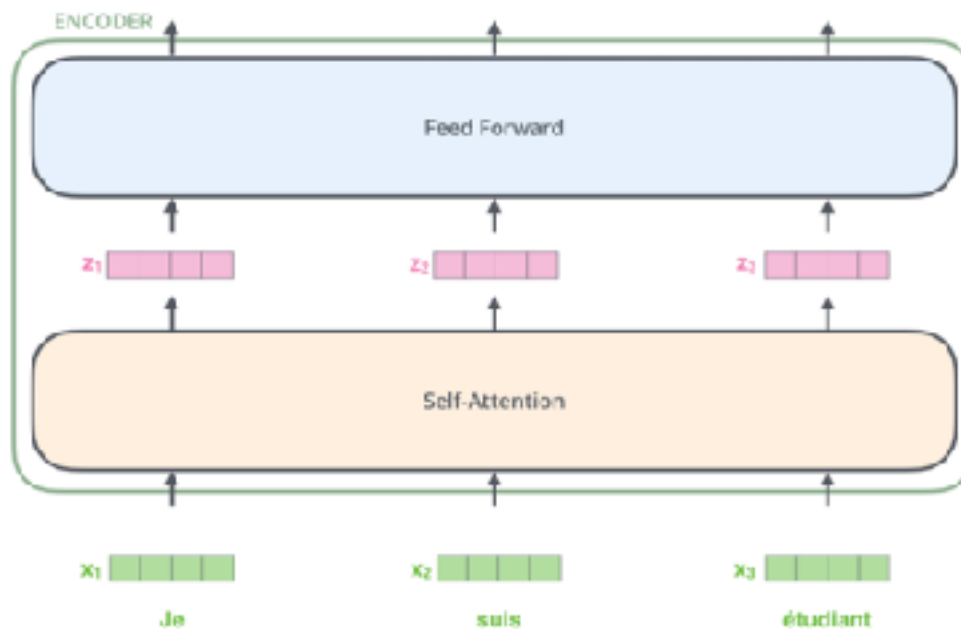 ENCODER
Feed Forward
z₁ z₂ z₃
Self-Attention
x₁ x₂ x₃
Je suis étudiant